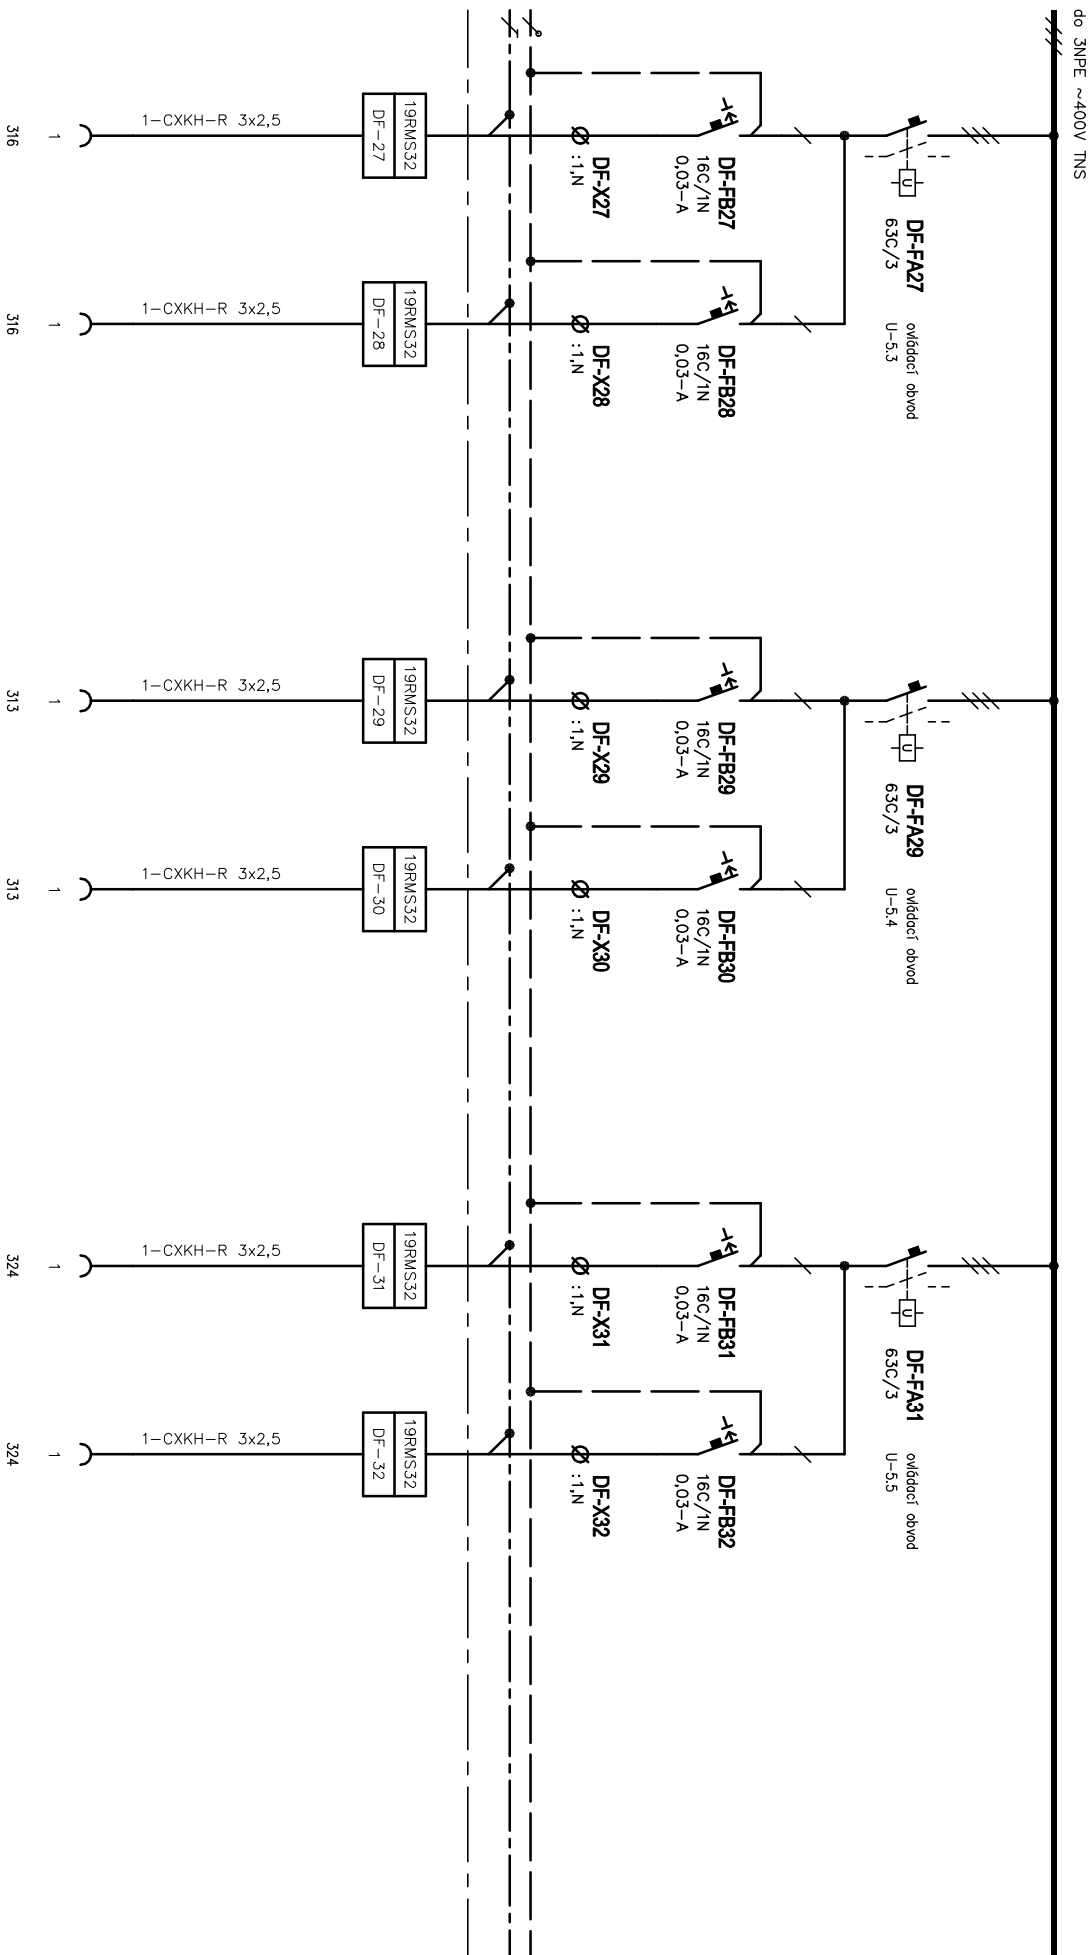 do 3NPE ~400V TNS
DF-FA27
63C/3
ovládací obvod
U-5.3
DF-FB27
16C/1N
0,03-A
DF-X27
:1,N
19RMS32
DF-27
1-CXKH-R 3x2,5
1
316
DF-FB28
16C/1N
0,03-A
DF-X28
:1,N
19RMS32
DF-28
1-CXKH-R 3x2,5
1
316
DF-FA29
63C/3
ovládací obvod
U-5.4
DF-FB29
16C/1N
0,03-A
DF-X29
:1,N
19RMS32
DF-29
1-CXKH-R 3x2,5
1
313
DF-FB30
16C/1N
0,03-A
DF-X30
:1,N
19RMS32
DF-30
1-CXKH-R 3x2,5
1
313
DF-FA31
63C/3
ovládací obvod
U-5.5
DF-FB31
16C/1N
0,03-A
DF-X31
:1,N
19RMS32
DF-31
1-CXKH-R 3x2,5
1
324
DF-FB32
16C/1N
0,03-A
DF-X32
:1,N
19RMS32
DF-32
1-CXKH-R 3x2,5
1
324
U
U
U